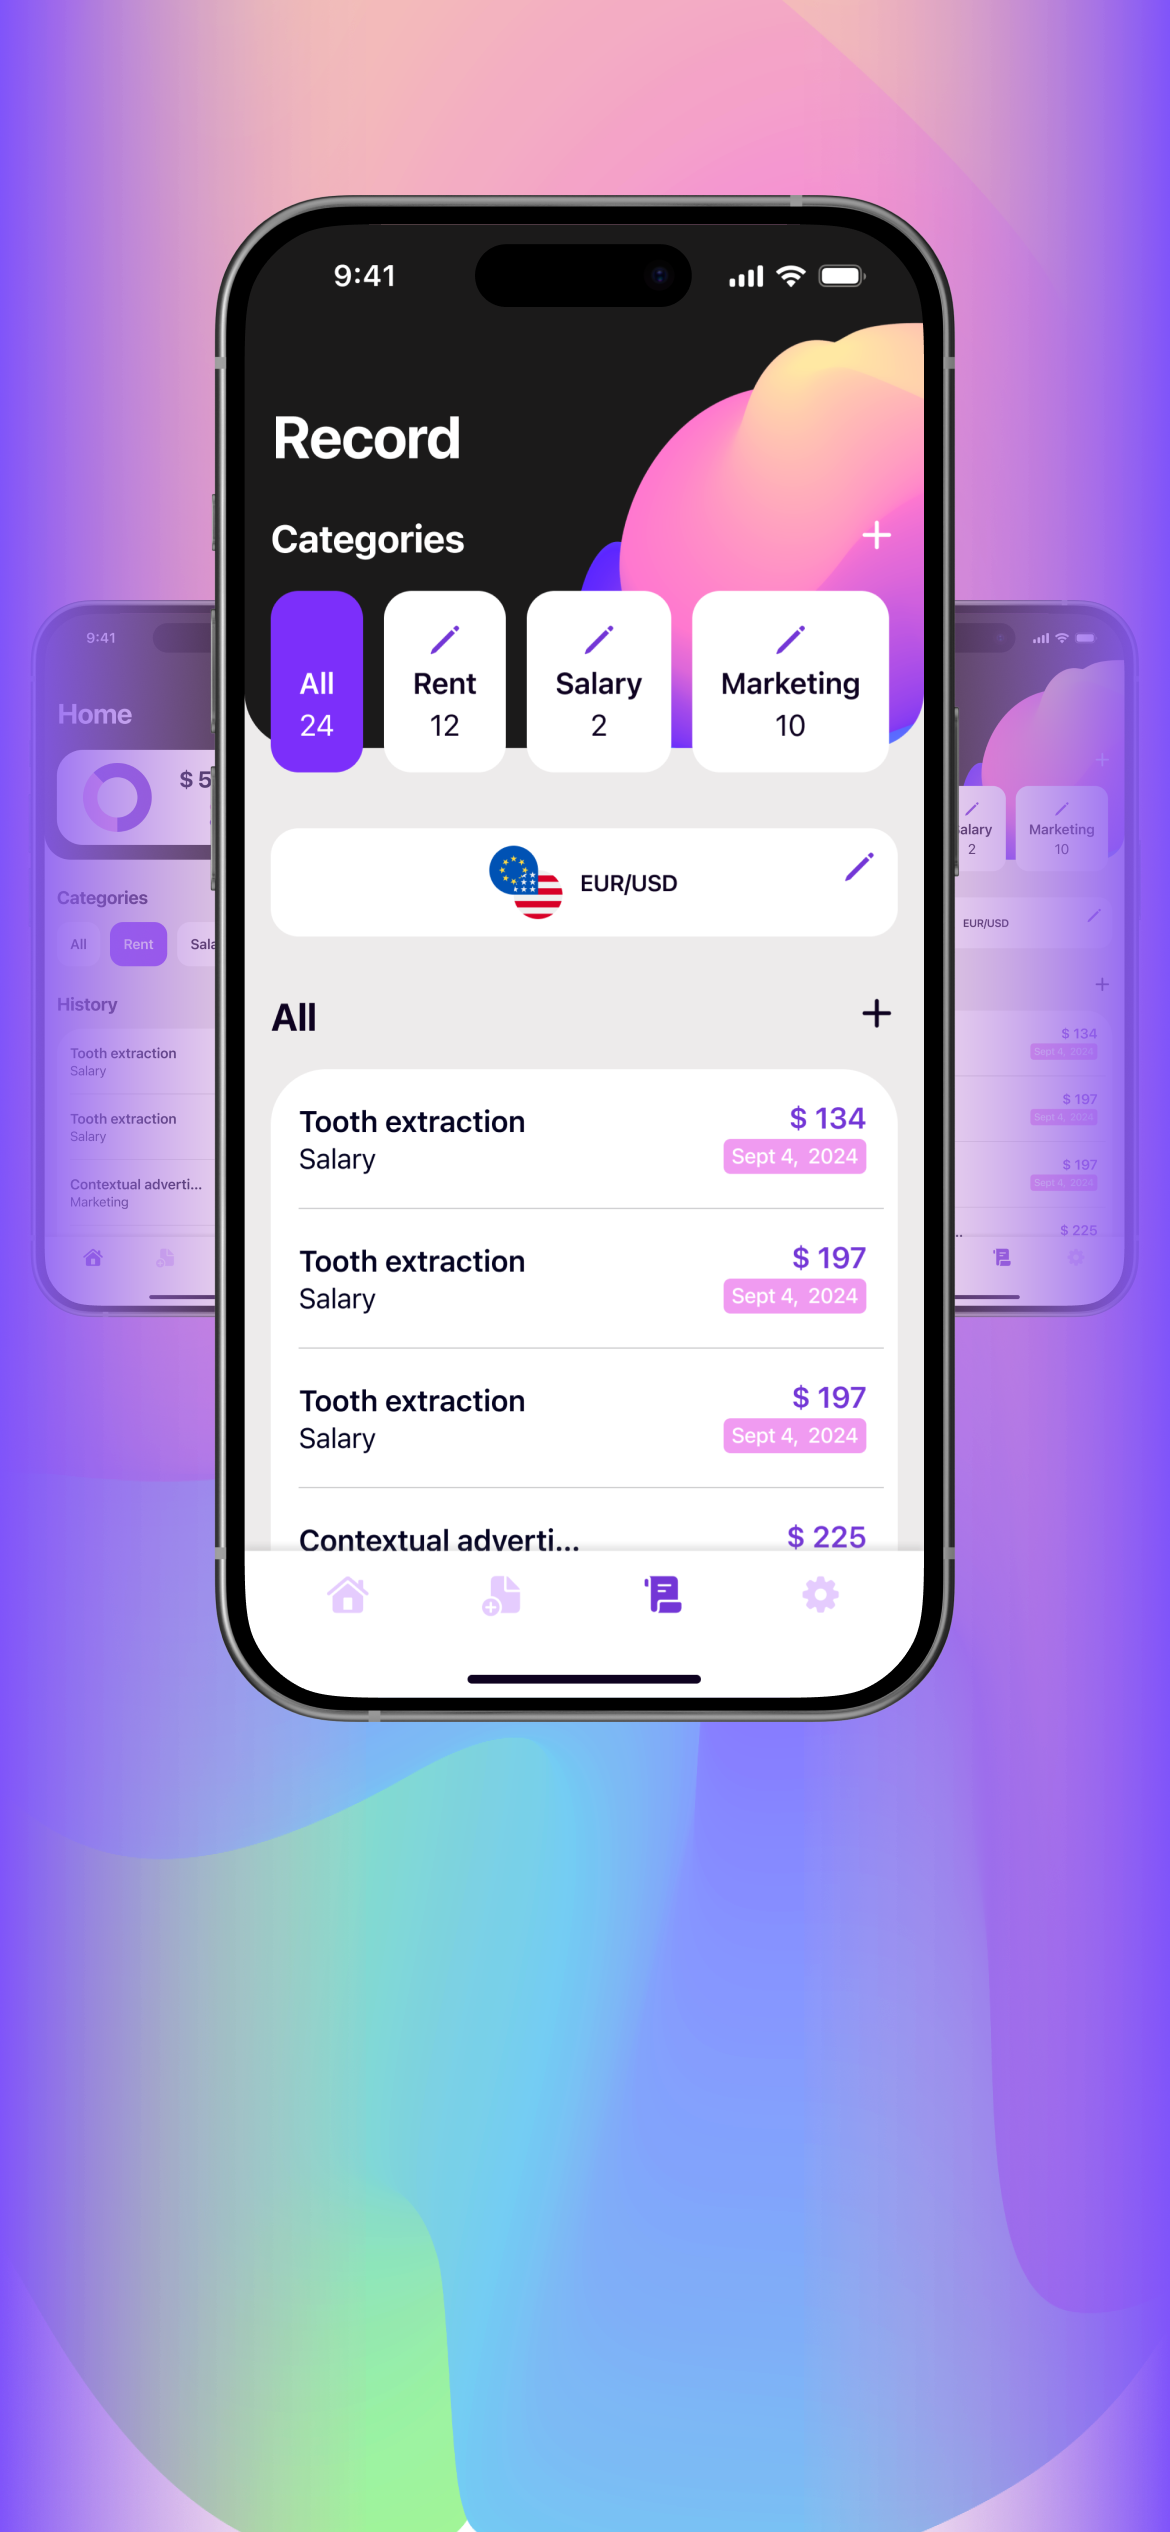 9:41
Record
Categories
All
24
Rent
12
Salary
2
Marketing
10
EUR/USD
All
Tooth extraction
$ 134
Salary
Sept 4, 2024
Tooth extraction
$ 197
Salary
Sept 4, 2024
Tooth extraction
$ 197
Salary
Sept 4, 2024
Contextual adverti...
$ 225
9:41
Home
$ 5
Categories
All
Rent
Sala
History
Tooth extraction
Salary
Tooth extraction
Salary
Contextual adverti...
Marketing
alary
2
Marketing
10
EUR/USD
$ 134
Sept 4, 2024
$ 197
Sept 4, 2024
$ 197
Sept 4, 2024
..
$ 225